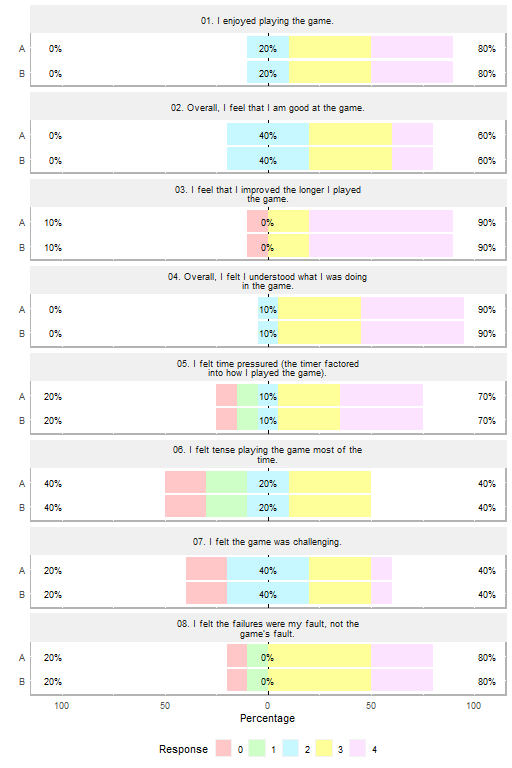 01. I enjoyed playing the game.
A 0% 20% 80%
B 0% 20% 80%
02. Overall, I feel that I am good at the game.
A 0% 40% 60%
B 0% 40% 60%
03. I feel that I improved the longer I played
the game.
A 10% 0% 90%
B 10% 0% 90%
04. Overall, I felt I understood what I was doing
in the game.
A 0% 10% 90%
B 0% 10% 90%
05. I felt time pressured (the timer factored
into how I played the game).
A 20% 10% 70%
B 20% 10% 70%
06. I felt tense playing the game most of the
time.
A 40% 20% 40%
B 40% 20% 40%
07. I felt the game was challenging.
A 20% 40% 40%
B 20% 40% 40%
08. I felt the failures were my fault, not the
game's fault.
A 20% 0% 80%
B 20% 0% 80%
100 50 0 50 100
Percentage
Response 0 1 2 3 4